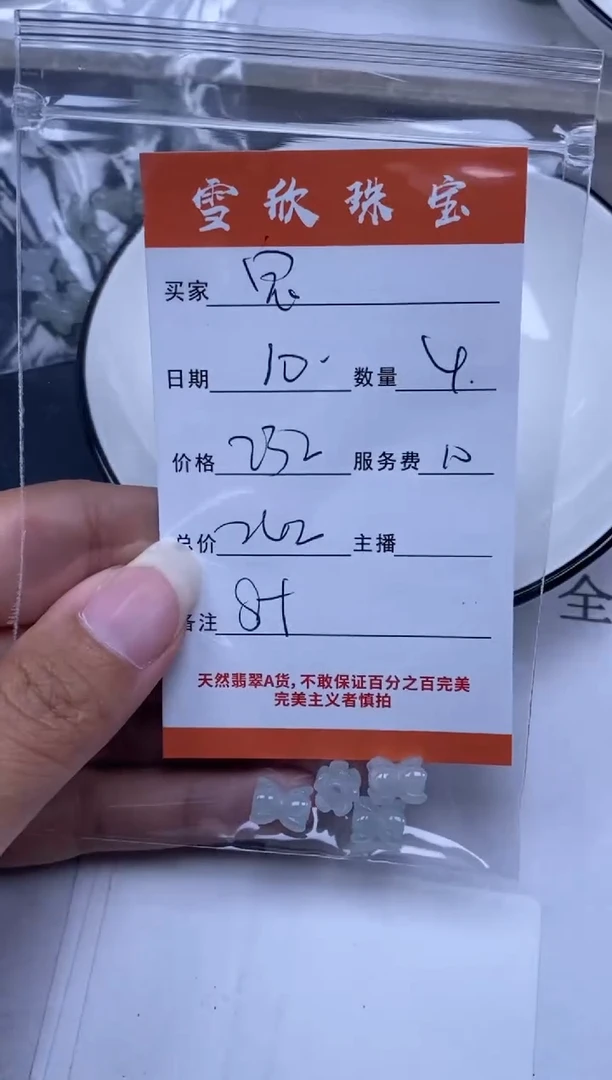 雪欣珠宝
买家
日期 10. 数量 4.
价格 252 服务费 10
总价 262 主播
备注
天然翡翠A货,不敢保证百分之百完美
完美主义者慎拍
全